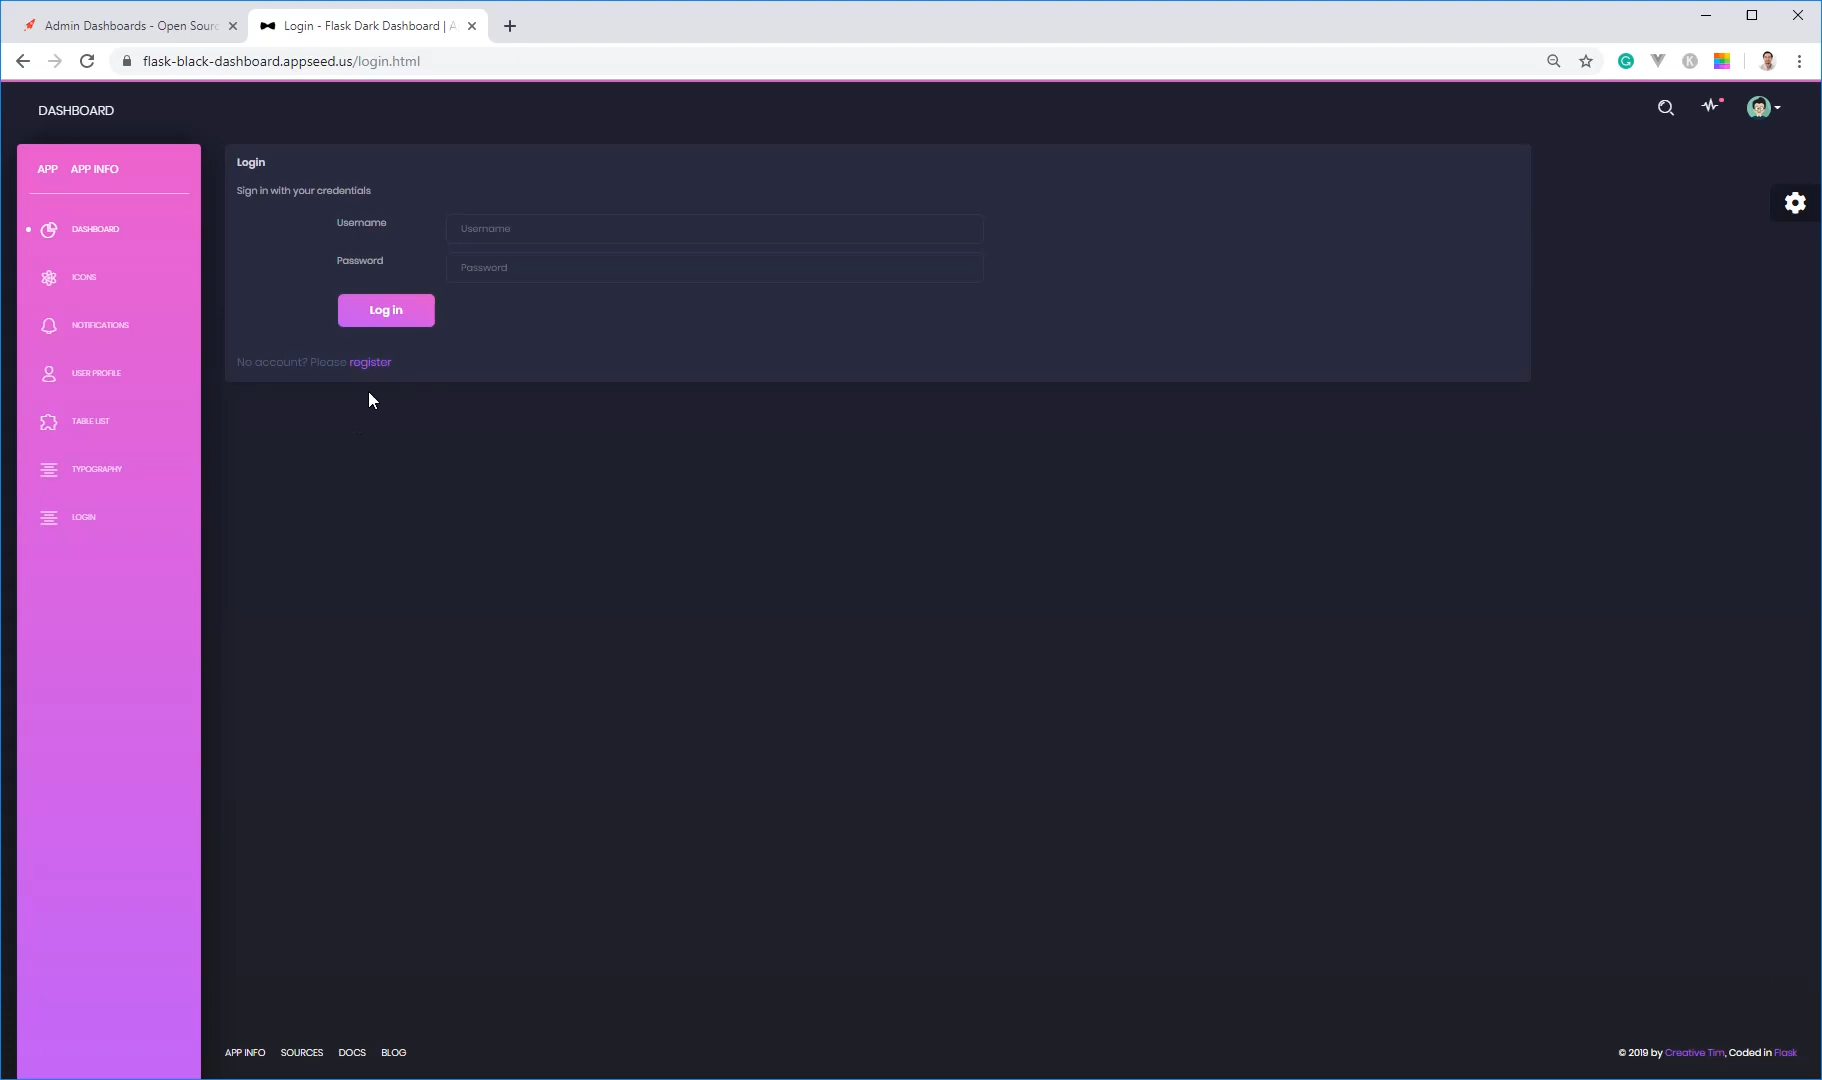 Admin Dashboards - Open Sourc
Login - Flask Dark Dashboard | A
flask-black-dashboard.appseed.us/login.html
DASHBOARD
APP APP INFO
DASHBOARD
ICONS
NOTIFICATIONS
USER PROFILE
TABLE LIST
TYPOGRAPHY
LOGIN
Login
Sign in with your credentials
Username
Username
Password
Password
Log in
No account? Please register
APP INFO SOURCES DOCS BLOG
© 2019 by Creative Tim, Coded in Flask